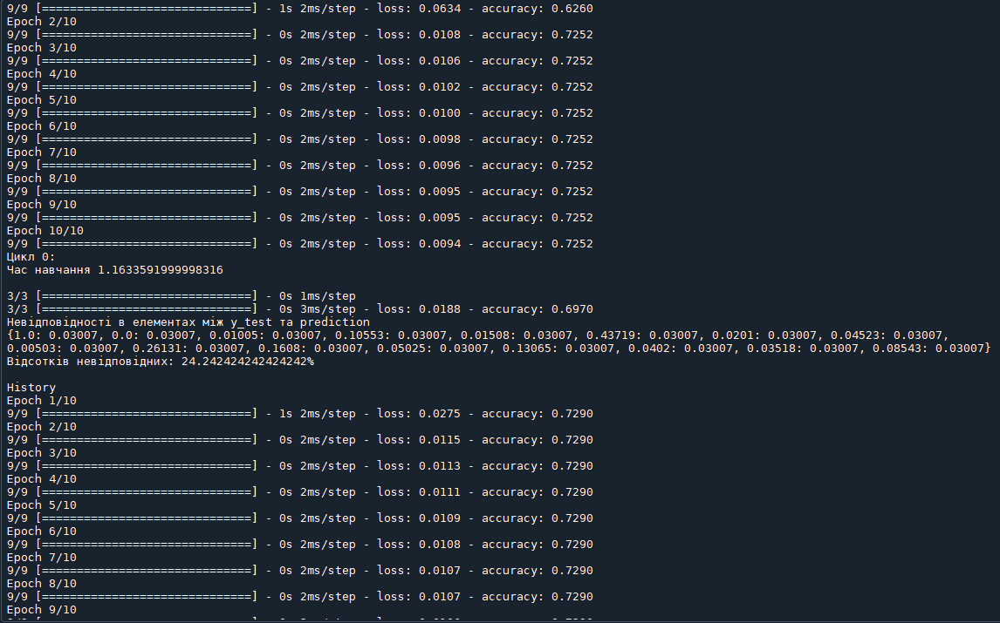 9/9 [==============================] - 1s 2ms/step - loss: 0.0634 - accuracy: 0.6260
Epoch 2/10
9/9 [==============================] - 0s 2ms/step - loss: 0.0108 - accuracy: 0.7252
Epoch 3/10
9/9 [==============================] - 0s 2ms/step - loss: 0.0106 - accuracy: 0.7252
Epoch 4/10
9/9 [==============================] - 0s 2ms/step - loss: 0.0102 - accuracy: 0.7252
Epoch 5/10
9/9 [==============================] - 0s 2ms/step - loss: 0.0100 - accuracy: 0.7252
Epoch 6/10
9/9 [==============================] - 0s 2ms/step - loss: 0.0098 - accuracy: 0.7252
Epoch 7/10
9/9 [==============================] - 0s 2ms/step - loss: 0.0096 - accuracy: 0.7252
Epoch 8/10
9/9 [==============================] - 0s 2ms/step - loss: 0.0095 - accuracy: 0.7252
Epoch 9/10
9/9 [==============================] - 0s 2ms/step - loss: 0.0095 - accuracy: 0.7252
Epoch 10/10
9/9 [==============================] - 0s 2ms/step - loss: 0.0094 - accuracy: 0.7252
Цикл 0:
Час навчання 1.1633591999998316
3/3 [==============================] - 0s 1ms/step
3/3 [==============================] - 0s 3ms/step - loss: 0.0188 - accuracy: 0.6970
Невідповідності в елементах між y_test та prediction
{1.0: 0.03007, 0.0: 0.03007, 0.01005: 0.03007, 0.10553: 0.03007, 0.01508: 0.03007, 0.43719: 0.03007, 0.0201: 0.03007, 0.04523: 0.03007,
0.00503: 0.03007, 0.26131: 0.03007, 0.1608: 0.03007, 0.05025: 0.03007, 0.13065: 0.03007, 0.0402: 0.03007, 0.03518: 0.03007, 0.08543: 0.03007}
Відсотків невідповідних: 24.242424242424242%
History
Epoch 1/10
9/9 [==============================] - 1s 2ms/step - loss: 0.0275 - accuracy: 0.7290
Epoch 2/10
9/9 [==============================] - 0s 2ms/step - loss: 0.0115 - accuracy: 0.7290
Epoch 3/10
9/9 [==============================] - 0s 2ms/step - loss: 0.0113 - accuracy: 0.7290
Epoch 4/10
9/9 [==============================] - 0s 2ms/step - loss: 0.0111 - accuracy: 0.7290
Epoch 5/10
9/9 [==============================] - 0s 2ms/step - loss: 0.0109 - accuracy: 0.7290
Epoch 6/10
9/9 [==============================] - 0s 2ms/step - loss: 0.0108 - accuracy: 0.7290
Epoch 7/10
9/9 [==============================] - 0s 2ms/step - loss: 0.0107 - accuracy: 0.7290
Epoch 8/10
9/9 [==============================] - 0s 2ms/step - loss: 0.0107 - accuracy: 0.7290
Epoch 9/10